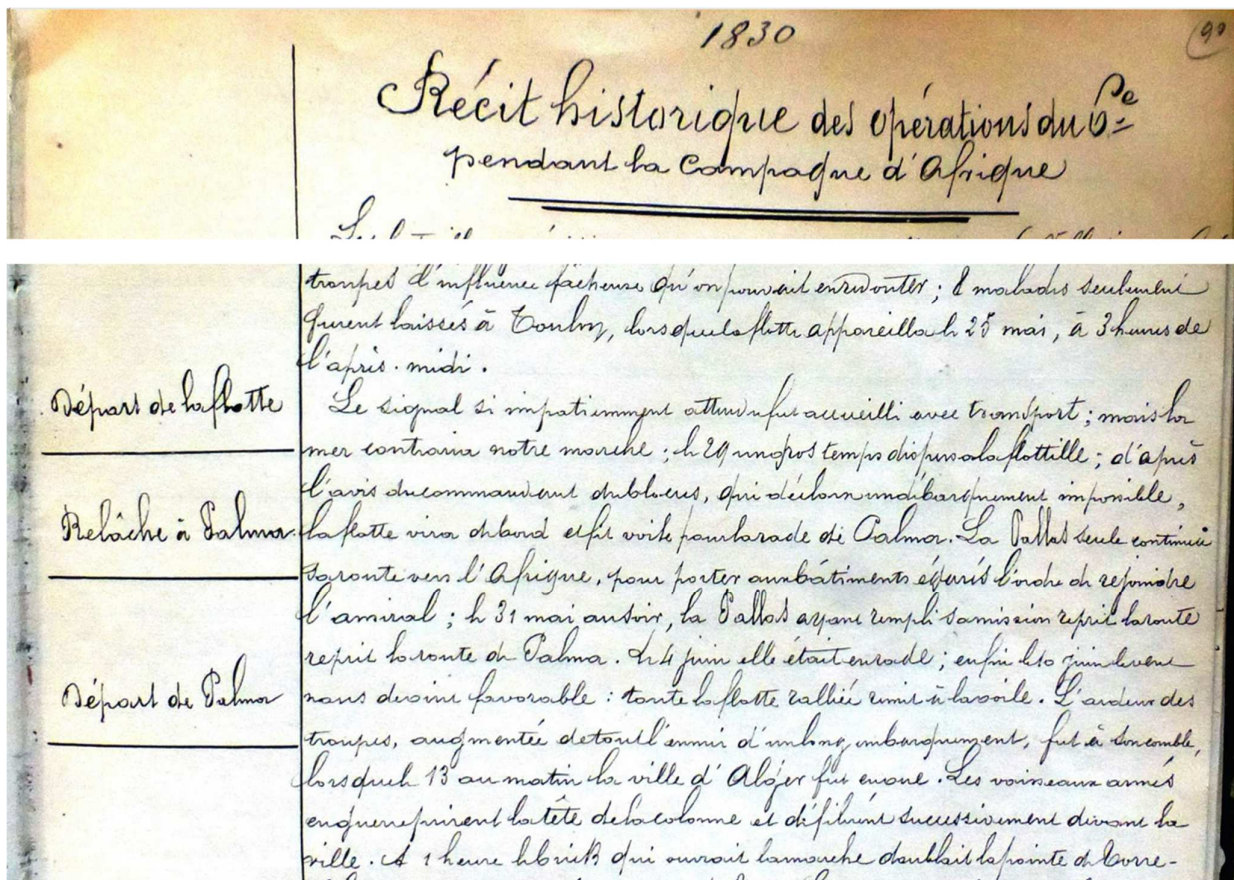 1830
90
Récit historique des opérations du 6e
pendant la Campagne d'Afrique
troupes d'influence fâcheuse qu'on pouvait enredouter; 8 malades seulement
furent laissés à Toulon, lorsque la flotte appareilla le 25 mai, à 3 heures de
l'après-midi.
Départ de la flotte
Le signal si impatiemment attendu fut accueilli avec transport; mais la
mer contraria notre marche; le 29 un gros temps dispersa la flottille; d'après
l'avis du commandant du blocus, qui déclara un débarquement impossible,
Relâche à Palma
la flotte vira de bord et fit voile pour la rade de Palma. La Pallas seule continua
sa route vers l'Afrique, pour porter aux bâtiments égarés l'ordre de rejoindre
l'amiral; le 31 mai au soir, la Pallas ayant rempli sa mission reprit la route
reprit la route de Palma. Le 4 juin elle était en rade; enfin le 10 juin le vent
Départ de Palma
nous devint favorable: toute la flotte ralliée remit à la voile. L'ardeur des
troupes, augmentée de tout l'ennui d'un long embarquement, fut à son comble,
lorsque le 13 au matin la ville d'Alger fut en vue. Les vaisseaux armés
en guerre prirent la tête de la colonne et défilèrent successivement devant la
ville. A 1 heure le brick qui ouvrait la marche doublait la pointe de Torre-